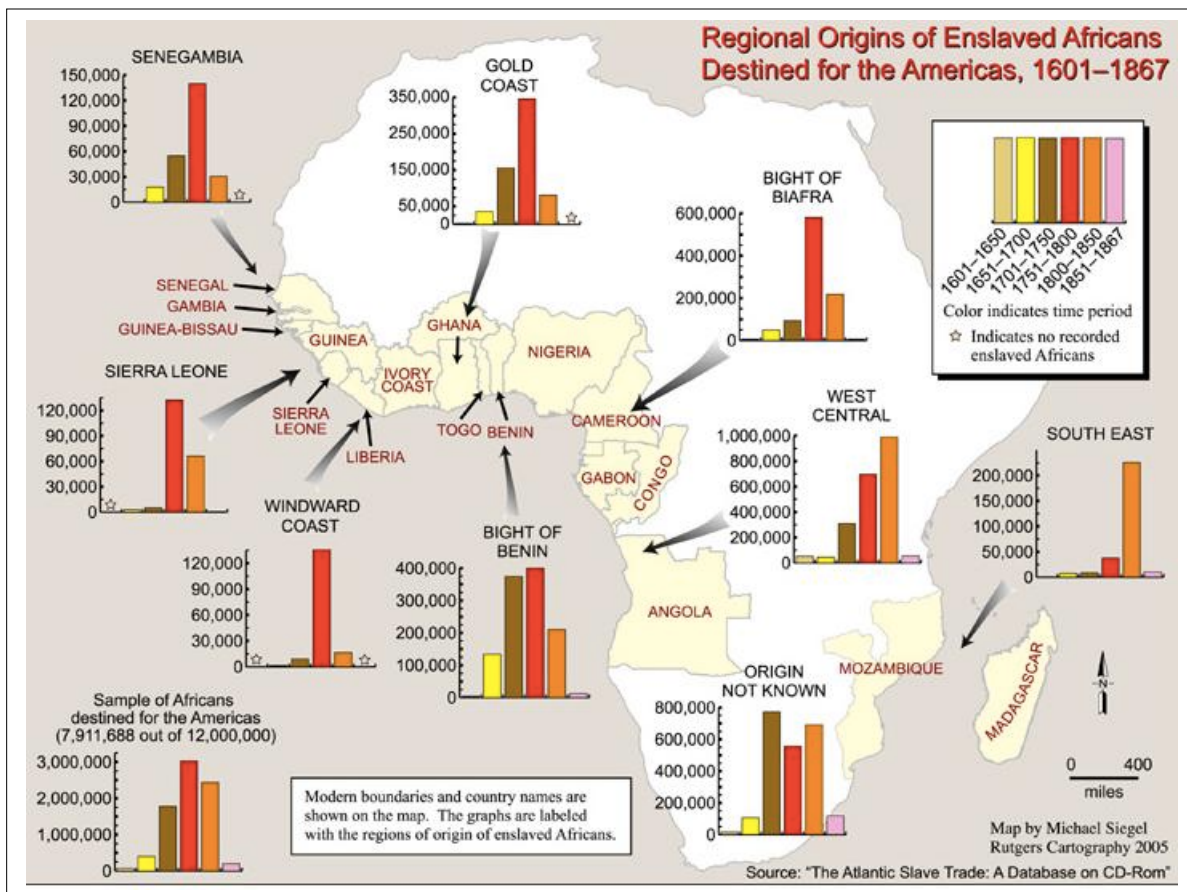 Regional Origins of Enslaved Africans
Destined for the Americas, 1601–1867
SENEGAMBIA
150,000
120,000
90,000
60,000
30,000
0
GOLD
COAST
350,000
250,000
150,000
50,000
0
BIGHT OF
BIAFRA
600,000
400,000
200,000
0
1601–1650
1651–1700
1701–1750
1751–1800
1800–1850
1851–1867
Color indicates time period
☆ Indicates no recorded
enslaved Africans
SENEGAL
GAMBIA
GUINEA-BISSAU
GUINEA
SIERRA
LEONE
LIBERIA
IVORY
COAST
GHANA
TOGO
BENIN
NIGERIA
CAMEROON
GABON
CONGO
ANGOLA
MOZAMBIQUE
MADAGASCAR
SIERRA LEONE
120,000
90,000
60,000
30,000
0
WINDWARD
COAST
120,000
90,000
60,000
30,000
0
BIGHT OF
BENIN
400,000
300,000
200,000
100,000
0
WEST
CENTRAL
1,000,000
800,000
600,000
400,000
200,000
0
SOUTH EAST
200,000
150,000
100,000
50,000
0
ORIGIN
NOT KNOWN
800,000
600,000
400,000
200,000
0
Sample of Africans
destined for the Americas
(7,911,688 out of 12,000,000)
3,000,000
2,000,000
1,000,000
0
Modern boundaries and country names are
shown on the map. The graphs are labeled
with the regions of origin of enslaved Africans.
N
0 400
miles
Map by Michael Siegel
Rutgers Cartography 2005
Source: "The Atlantic Slave Trade: A Database on CD-Rom"